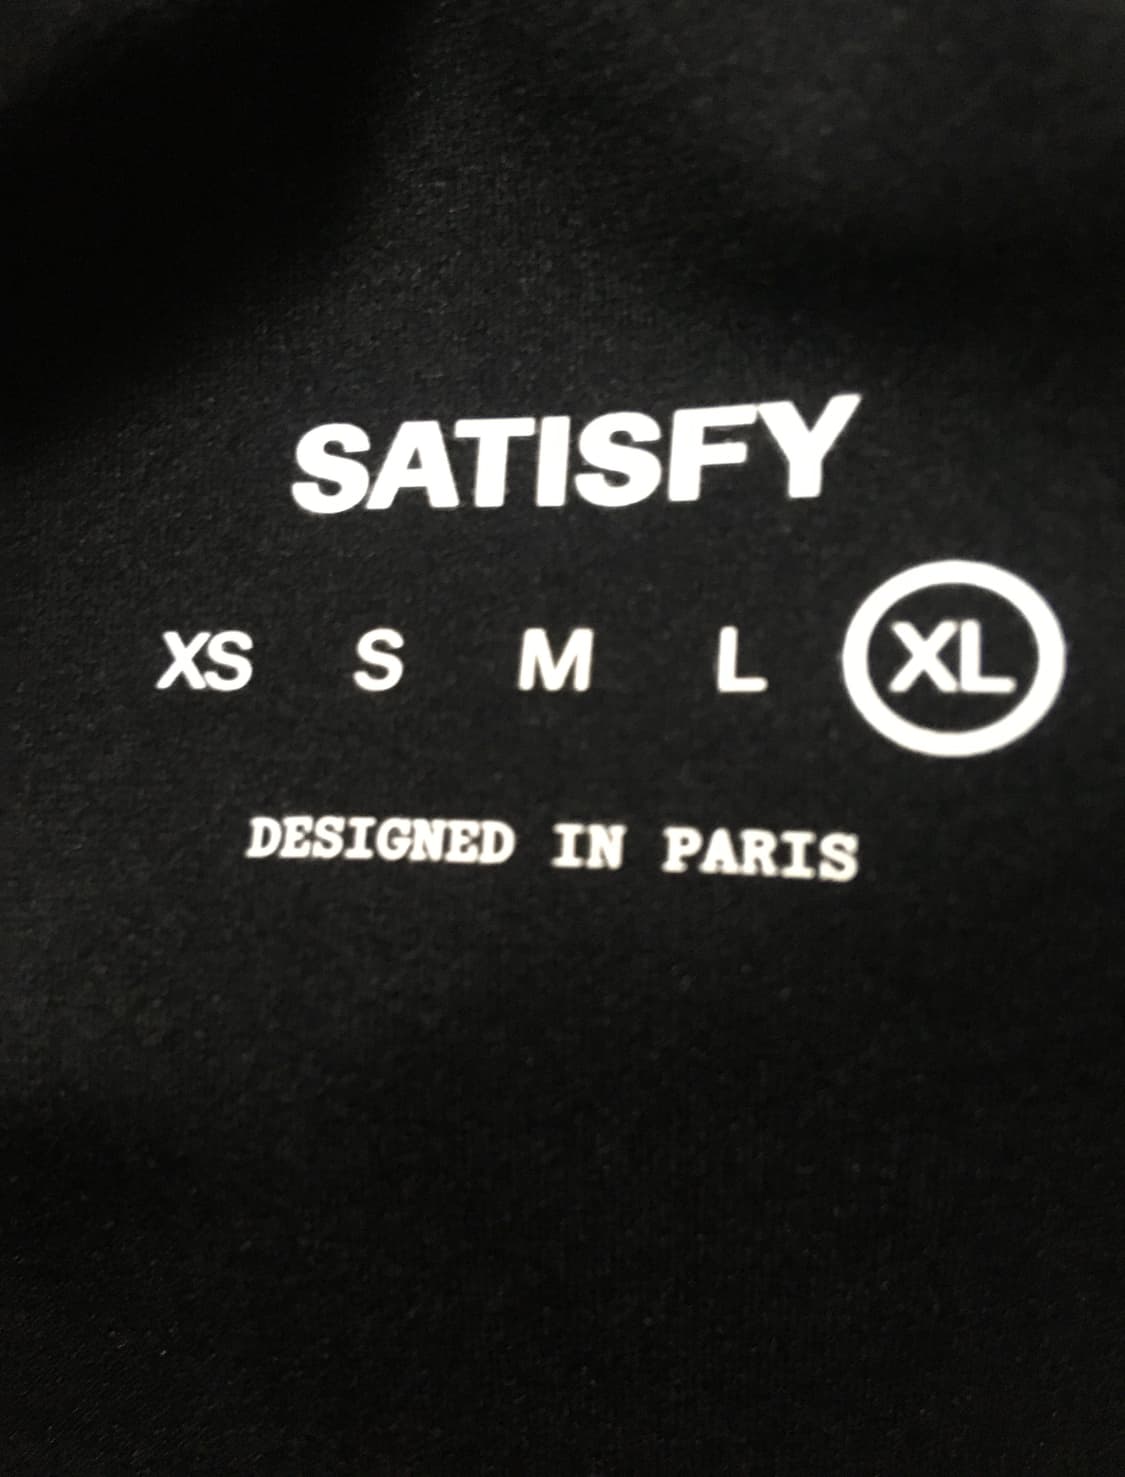 SATISFY
XS S M L XL
DESIGNED IN PARIS